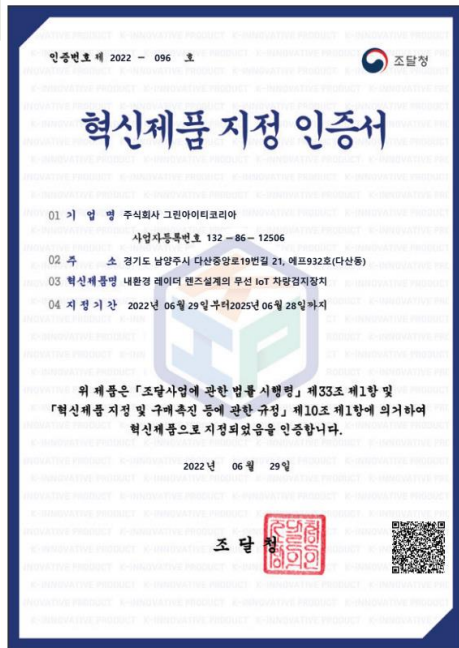 인증번호 제 2022 - 096 호
조달청
혁신제품 지정 인증서
01 기 업 명 주식회사 그린아이티코리아
사업자등록번호 132 - 86 - 12506
02 주 소 경기도 남양주시 다산중앙로19번길 21, 에프932호(다산동)
03 혁신제품명 내환경 레이더 렌즈설계의 무선 IoT 차량검지장치
04 지정기간 2022년 06월 29일부터2025년 06월 28일까지
위 제품은 「조달사업에 관한 법률 시행령」 제33조 제1항 및
「혁신제품 지정 및 구매촉진 등에 관한 규정」 제10조 제1항에 의거하여
혁신제품으로 지정되었음을 인증합니다.
2022년 06월 29일
조 달 청